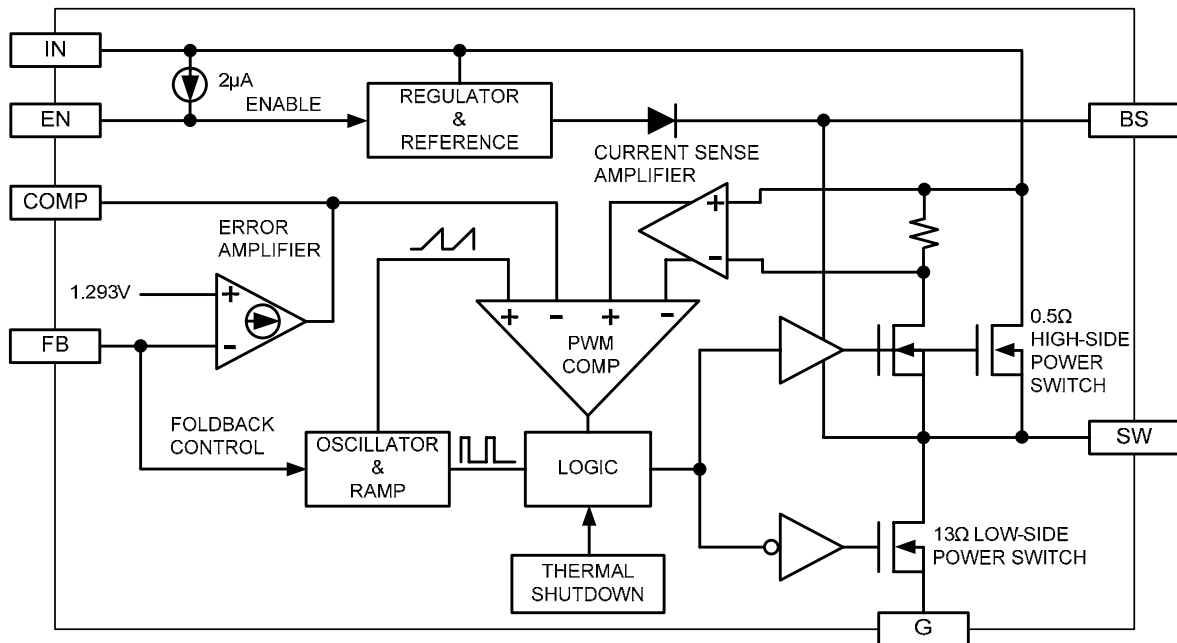 IN
2µA
EN
ENABLE
REGULATOR
&
REFERENCE
BS
CURRENT SENSE
AMPLIFIER
COMP
ERROR
AMPLIFIER
+
-
1.293V
+
-
+
-
+
-
PWM
COMP
FB
0.5Ω
HIGH-SIDE
POWER
SWITCH
FOLDBACK
CONTROL
OSCILLATOR
&
RAMP
LOGIC
SW
13Ω LOW-SIDE
POWER SWITCH
THERMAL
SHUTDOWN
G